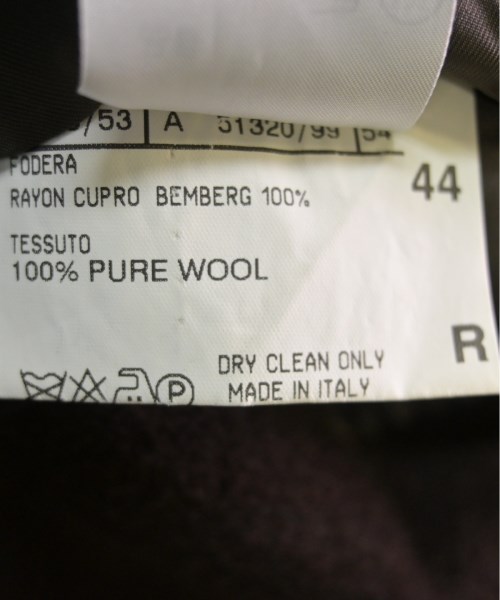 /53 A 51320/99 54
FODERA
44
RAYON CUPRO BEMBERG 100%
TESSUTO
100% PURE WOOL
R
DRY CLEAN ONLY
P MADE IN ITALY